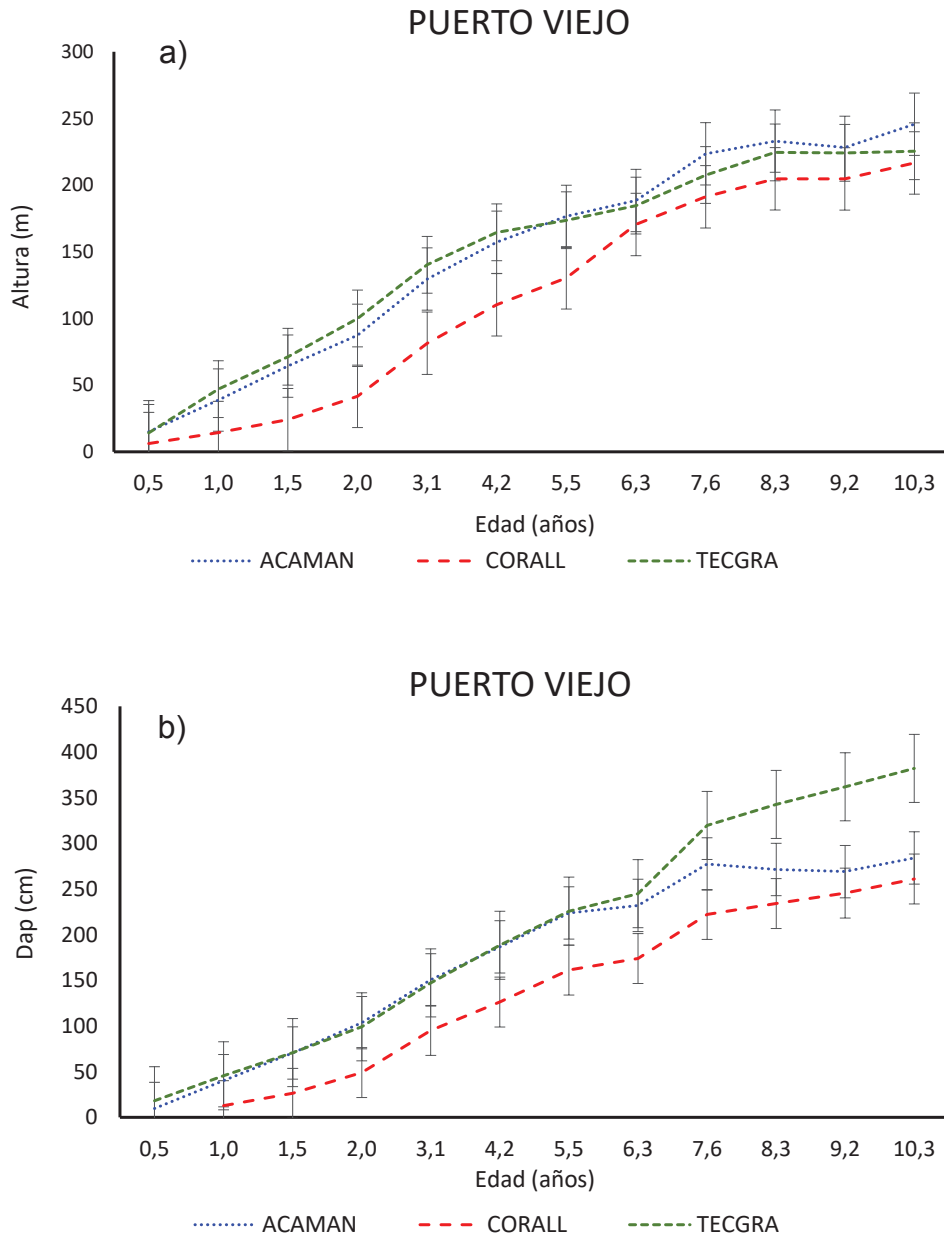 PUERTO VIEJO
a)
300
250
200
150
100
50
0
Altura (m)
0,5 1,0 1,5 2,0 3,1 4,2 5,5 6,3 7,6 8,3 9,2 10,3
Edad (años)
ACAMAN CORALL TECGRA
PUERTO VIEJO
b)
450
400
350
300
250
200
150
100
50
0
Dap (cm)
0,5 1,0 1,5 2,0 3,1 4,2 5,5 6,3 7,6 8,3 9,2 10,3
Edad (años)
ACAMAN CORALL TECGRA